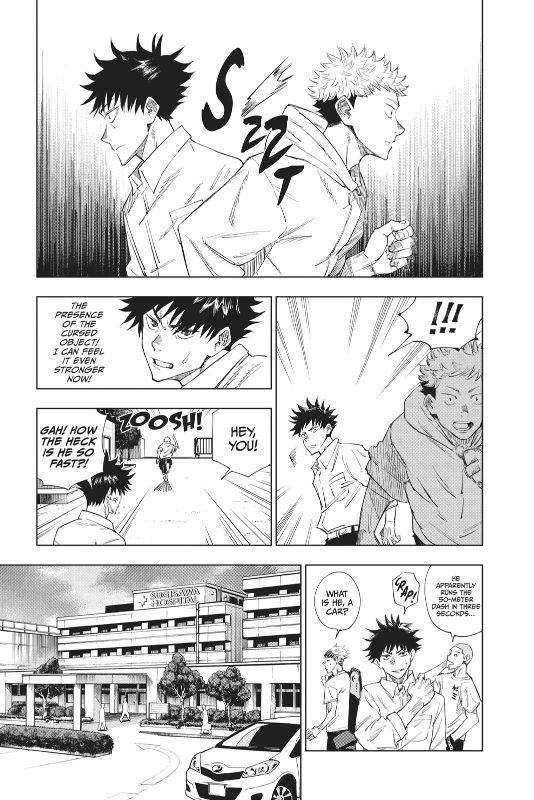 SZZZT
!!!
THE
PRESENCE
OF THE
CURSED
OBJECT!
I CAN FEEL
IT EVEN
STRONGER
NOW!
HEY,
YOU!
ZOOSH!
GAH! HOW
THE HECK
IS HE SO
FAST?!
HE
APPARENTLY
RUNS THE
50-METER
DASH IN THREE
SECONDS...
CRAP!
WHAT
IS HE, A
CAR?
SUGISAWA
HOSPITAL